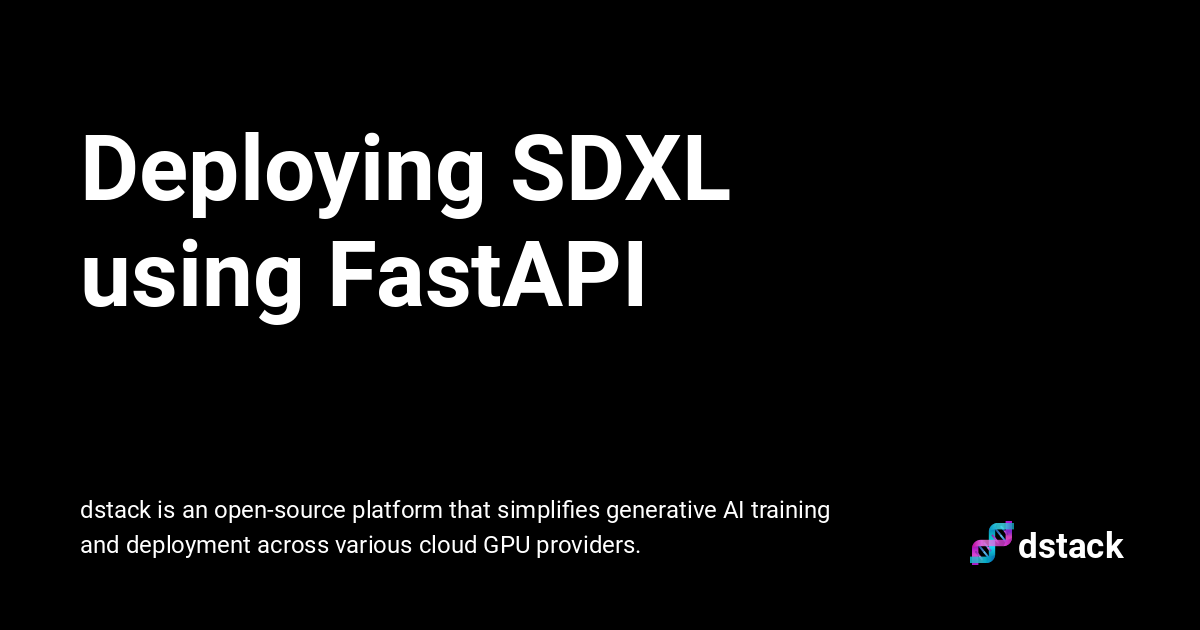 Deploying SDXL
using FastAPI
dstack is an open-source platform that simplifies generative AI training
and deployment across various cloud GPU providers.
dstack